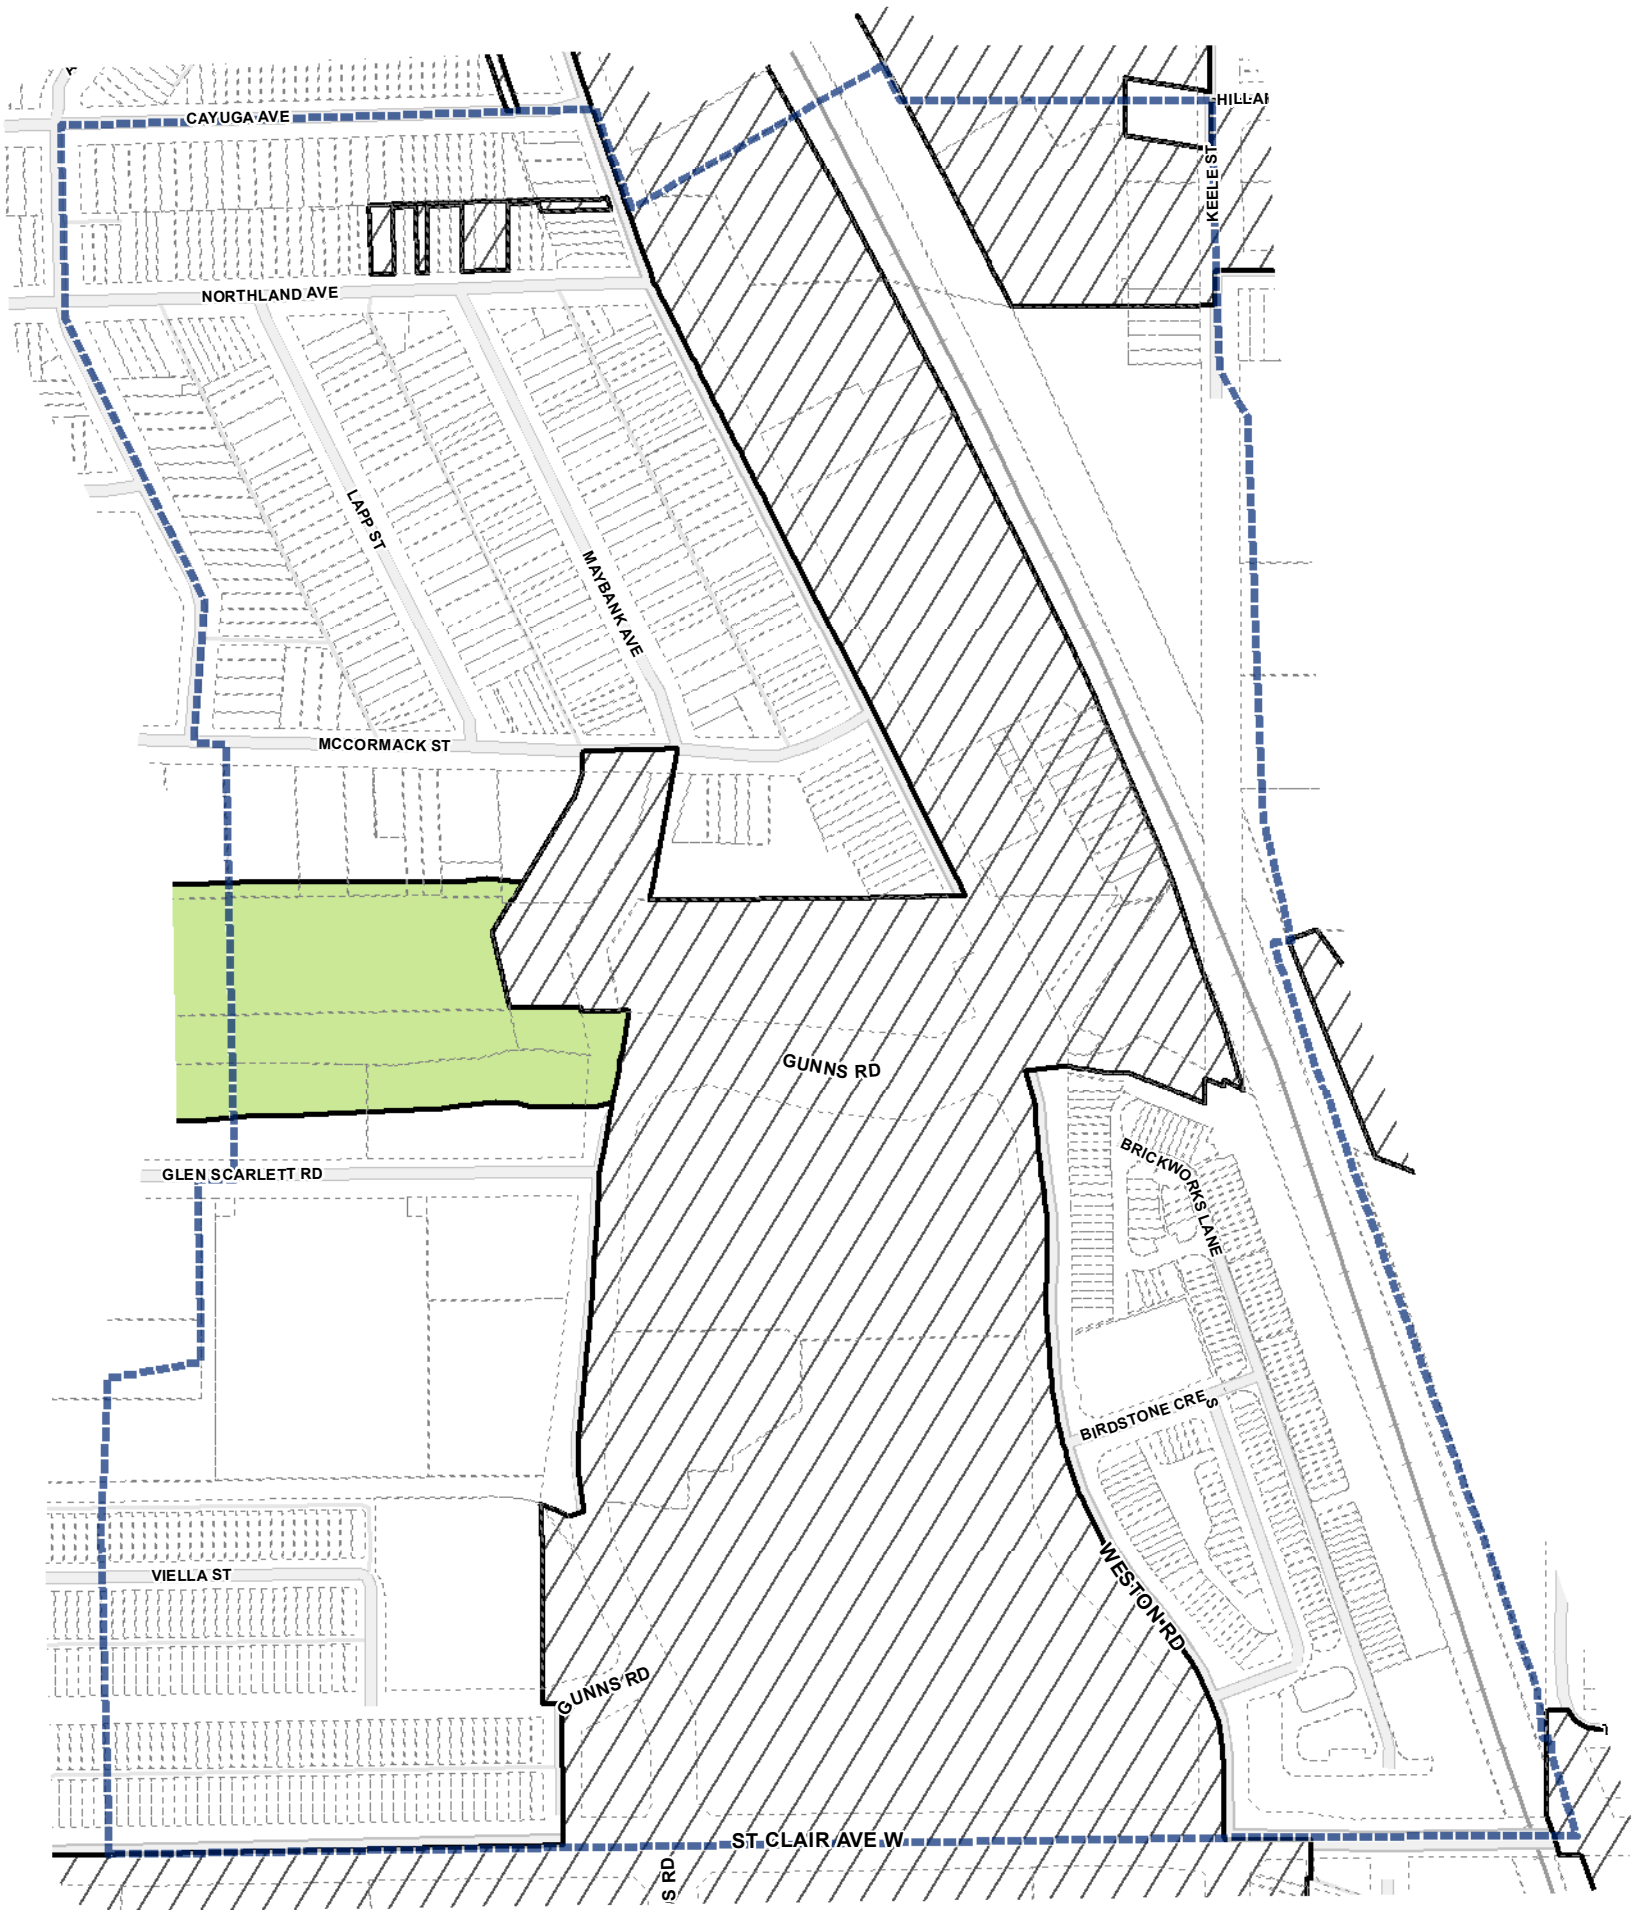 HILLA
CAYUGA AVE
KEELE ST
NORTHLAND AVE
LAPP ST
MAYBANK AVE
MCCORMACK ST
GUNNS RD
BRICKWORKS LANE
GLEN SCARLETT RD
BIRDSTONE CRES
WESTON RD
VIELLA ST
GUNNS RD
ST CLAIR AVE W
S RD